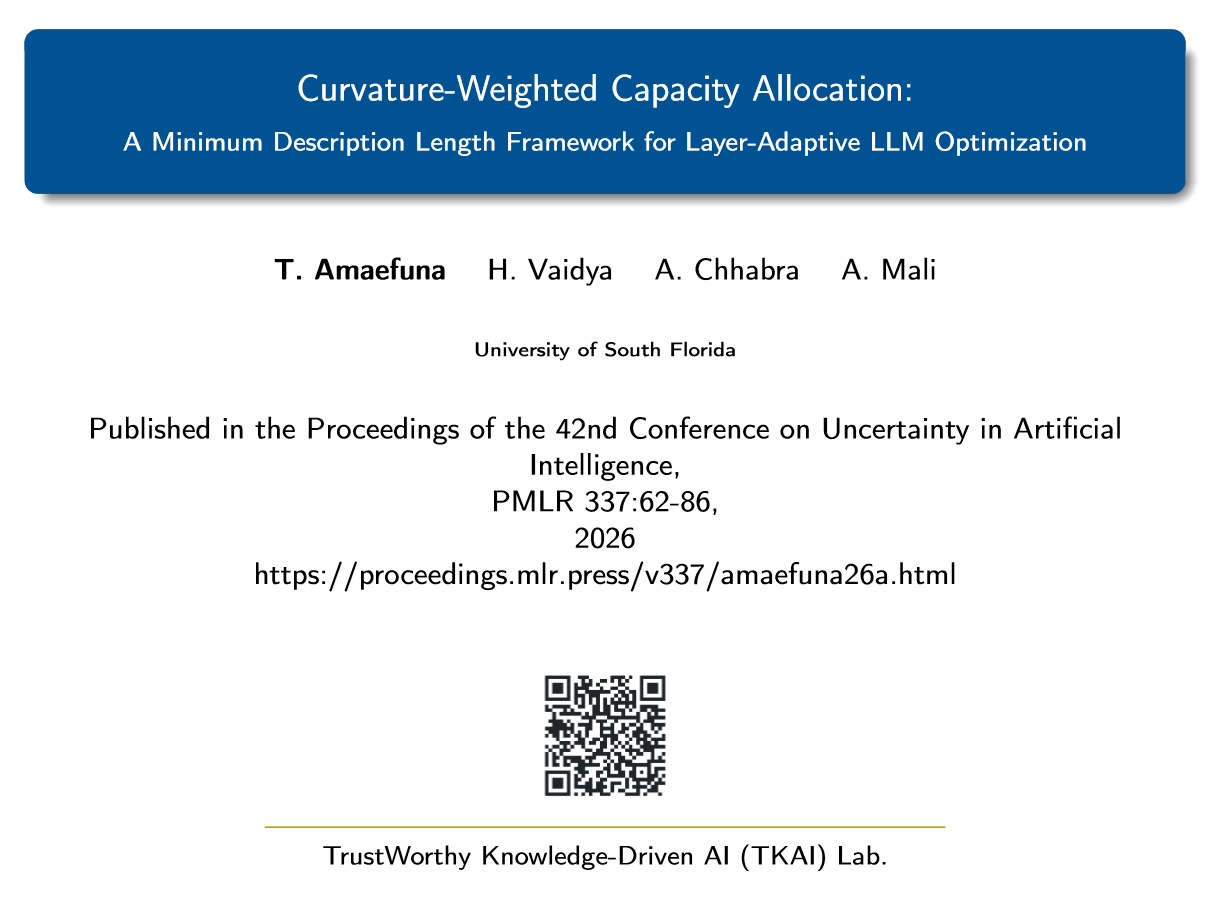 Curvature-Weighted Capacity Allocation:
A Minimum Description Length Framework for Layer-Adaptive LLM Optimization
T. Amaefuna H. Vaidya A. Chhabra A. Mali
University of South Florida
Published in the Proceedings of the 42nd Conference on Uncertainty in Artificial
Intelligence,
PMLR 337:62-86,
2026
https://proceedings.mlr.press/v337/amaefuna26a.html
TrustWorthy Knowledge-Driven AI (TKAI) Lab.